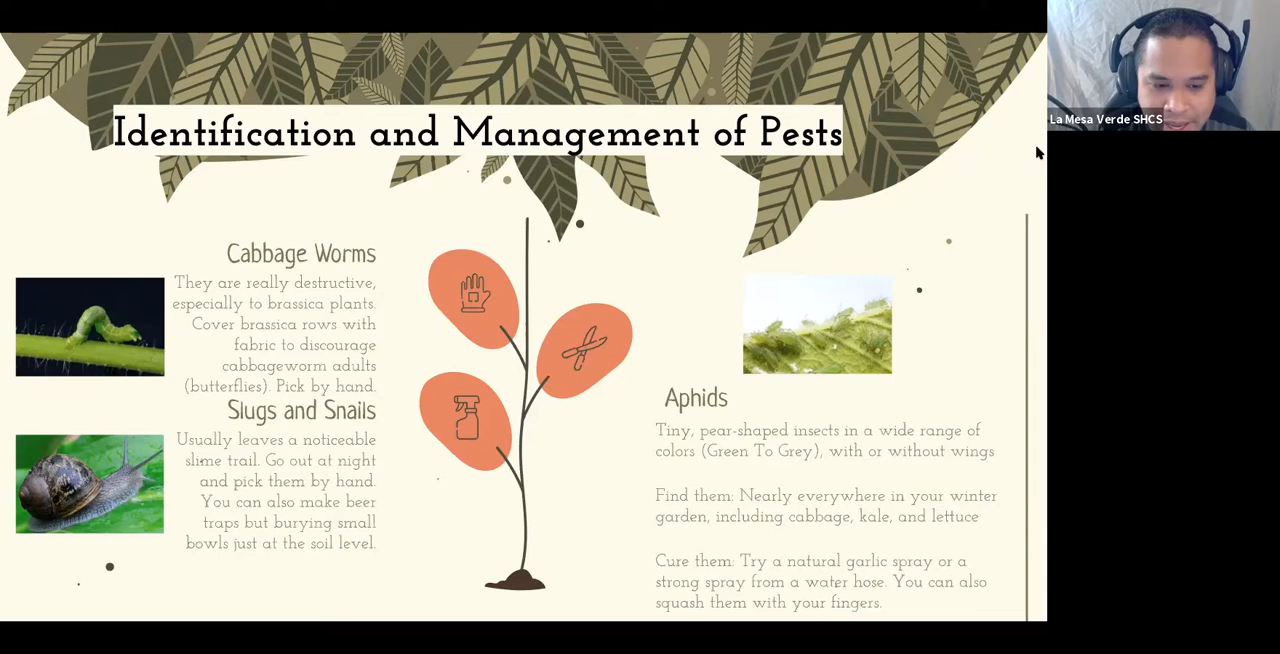 Identification and Management of Pests
La Mesa Verde SHCS
Cabbage Worms
They are really destructive,
especially to brassica plants.
Cover brassica rows with
fabric to discourage
cabbageworm adults
(butterflies). Pick by hand.
Slugs and Snails
Usually leaves a noticeable
slime trail. Go out at night
and pick them by hand.
You can also make beer
traps but burying small
bowls just at the soil level.
Aphids
Tiny, pear-shaped insects in a wide range of
colors (Green To Grey), with or without wings
Find them: Nearly everywhere in your winter
garden, including cabbage, kale, and lettuce
Cure them: Try a natural garlic spray or a
strong spray from a water hose. You can also
squash them with your fingers.